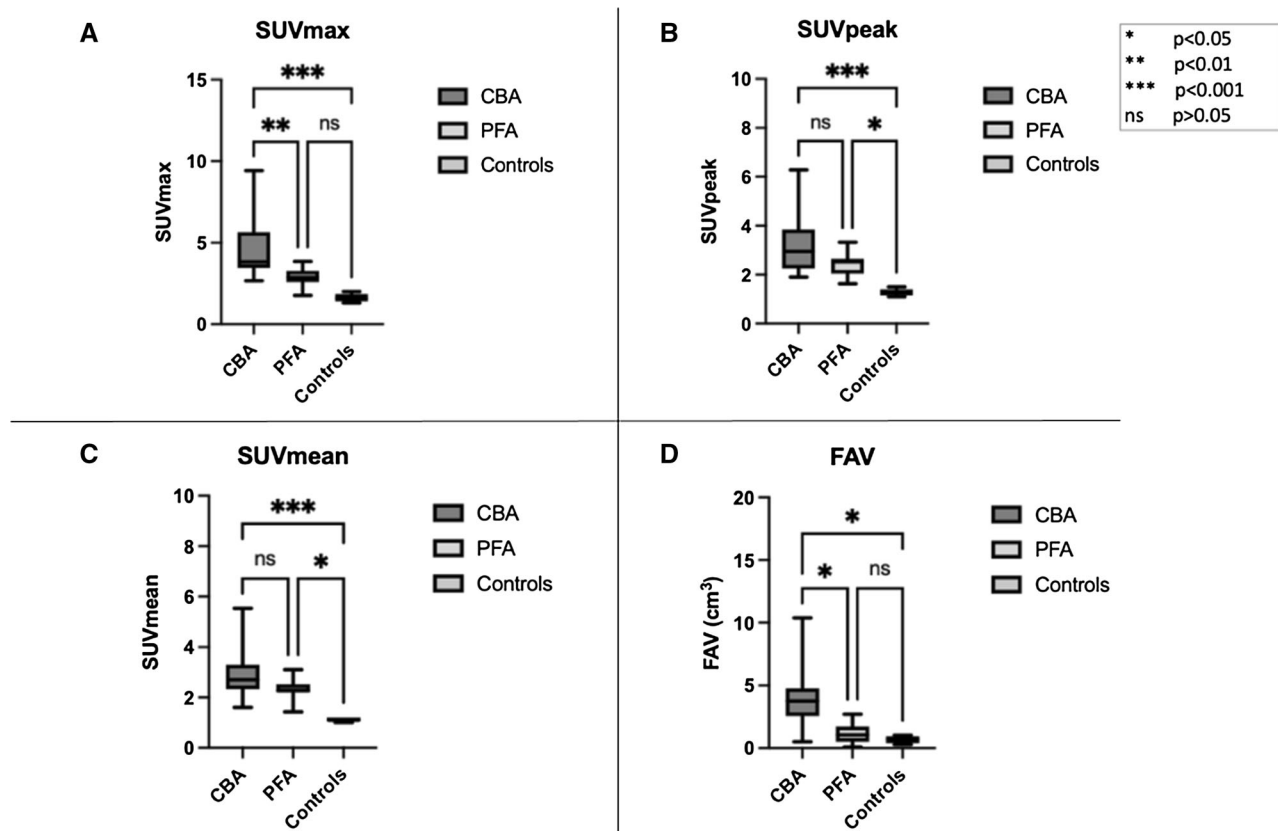 A
SUVmax
***
** ns
15
10
5
0
SUVmax
CBA
PFA
Controls
CBA
PFA
Controls
B
SUVpeak
***
ns *
10
8
6
4
2
0
SUVpeak
CBA
PFA
Controls
CBA
PFA
Controls
* p<0.05
** p<0.01
*** p<0.001
ns p>0.05
C
SUVmean
***
ns *
10
8
6
4
2
0
SUVmean
CBA
PFA
Controls
CBA
PFA
Controls
D
FAV
*
* ns
20
15
10
5
0
FAV (cm³)
CBA
PFA
Controls
CBA
PFA
Controls